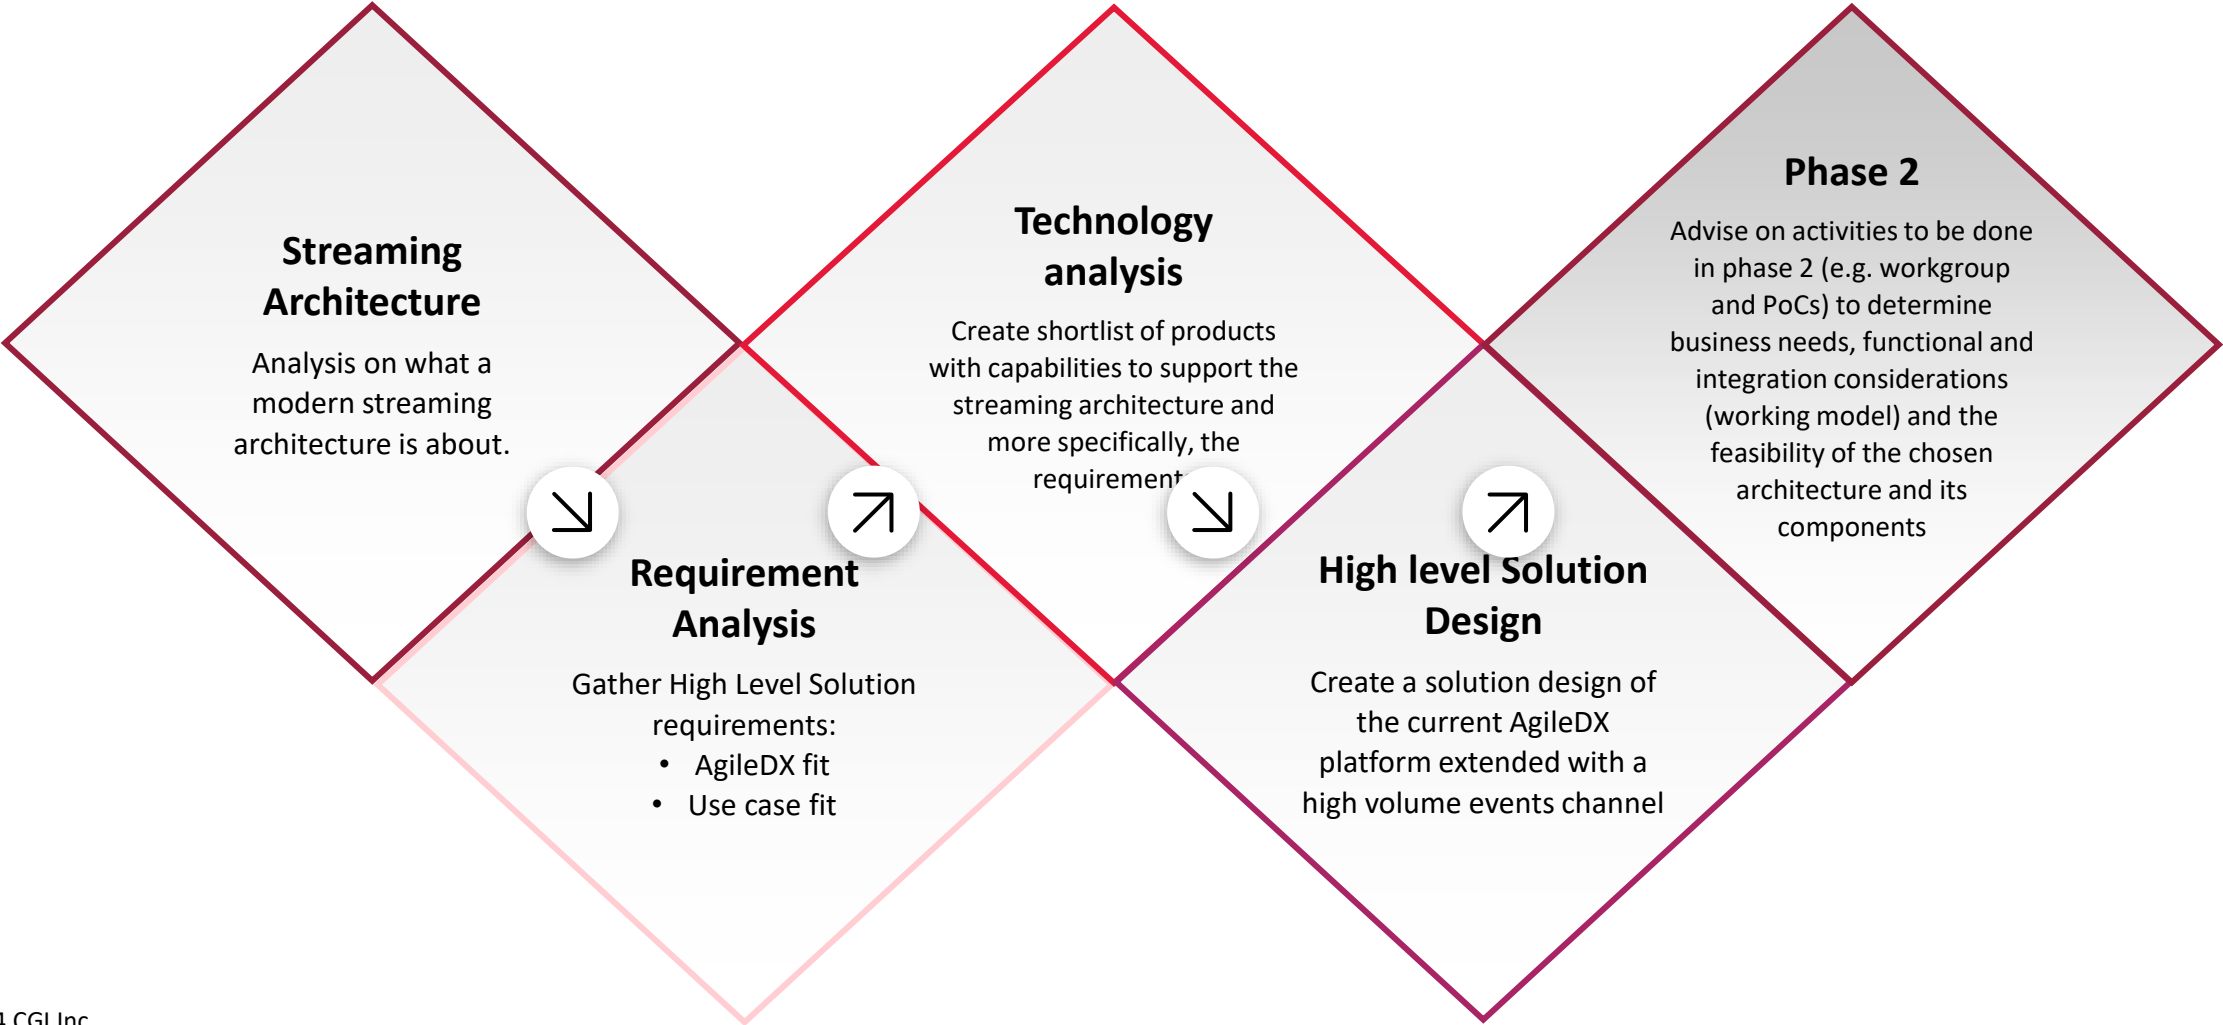 Streaming
Architecture
Analysis on what a
modern streaming
architecture is about.
Requirement
Analysis
Gather High Level Solution
requirements:
• AgileDX fit
• Use case fit
Technology
analysis
Create shortlist of products
with capabilities to support the
streaming architecture and
more specifically, the
requirement
High level Solution
Design
Create a solution design of
the current AgileDX
platform extended with a
high volume events channel
Phase 2
Advise on activities to be done
in phase 2 (e.g. workgroup
and PoCs) to determine
business needs, functional and
integration considerations
(working model) and the
feasibility of the chosen
architecture and its
components
4 CGI Inc